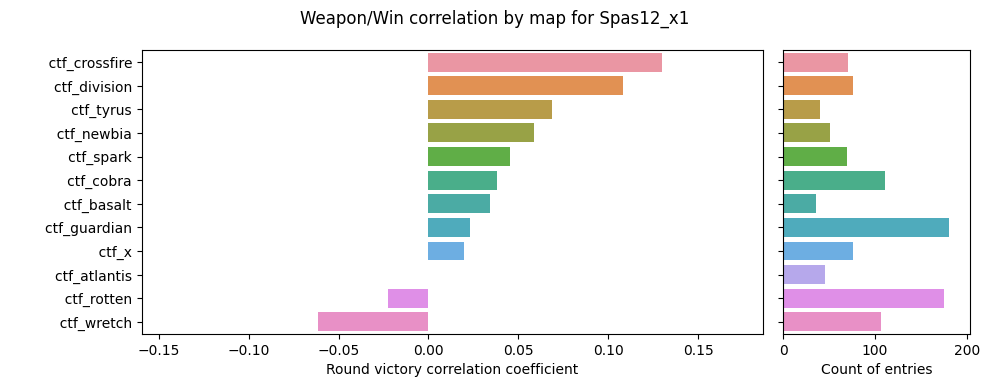 Weapon/Win correlation by map for Spas12_x1
ctf_crossfire
ctf_division
ctf_tyrus
ctf_newbia
ctf_spark
ctf_cobra
ctf_basalt
ctf_guardian
ctf_x
ctf_atlantis
ctf_rotten
ctf_wretch
−0.15 −0.10 −0.05 0.00 0.05 0.10 0.15
Round victory correlation coefficient
0 100 200
Count of entries